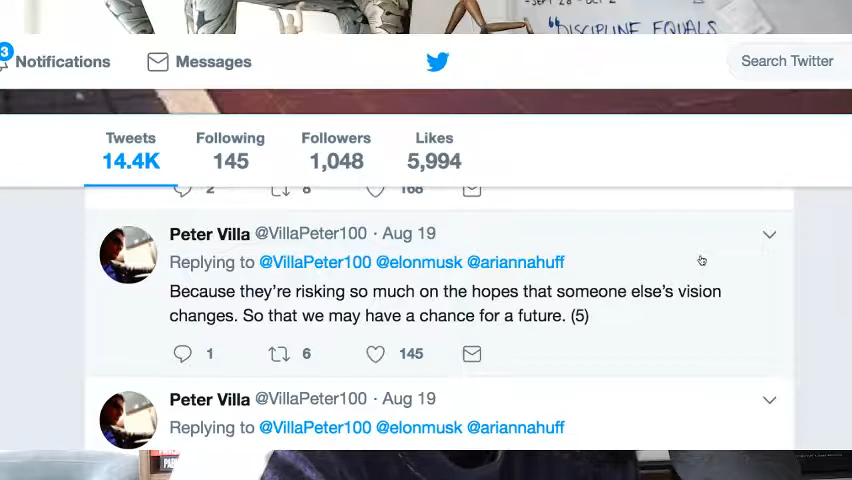 "DISCIPLINE EQUALS
3
Notifications
Messages
Search Twitter
Tweets Following Followers Likes
14.4K 145 1,048 5,994
2 6 168
Peter Villa @VillaPeter100 · Aug 19
Replying to @VillaPeter100 @elonmusk @ariannahuff
Because they're risking so much on the hopes that someone else's vision
changes. So that we may have a chance for a future. (5)
1 6 145
Peter Villa @VillaPeter100 · Aug 19
Replying to @VillaPeter100 @elonmusk @ariannahuff